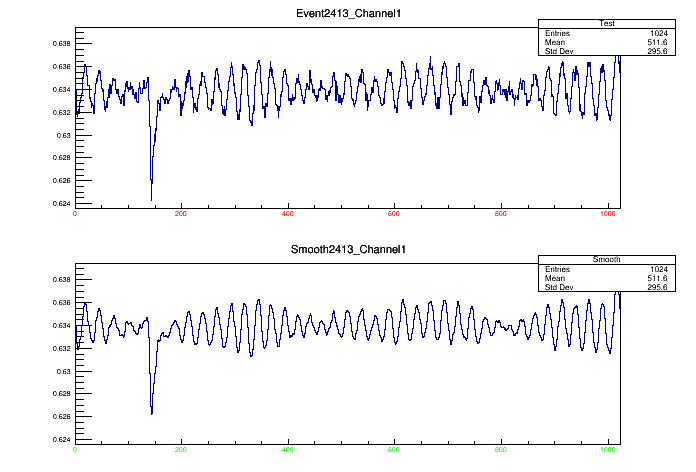 Event2413_Channel1
Test
Entries 1024
Mean 511.6
Std Dev 295.6
0.638
0.636
0.634
0.632
0.63
0.628
0.626
0.624
0 200 400 600 800 1000
Smooth2413_Channel1
Smooth
Entries 1024
Mean 511.6
Std Dev 295.6
0.638
0.636
0.634
0.632
0.63
0.628
0.626
0.624
0 200 400 600 800 1000